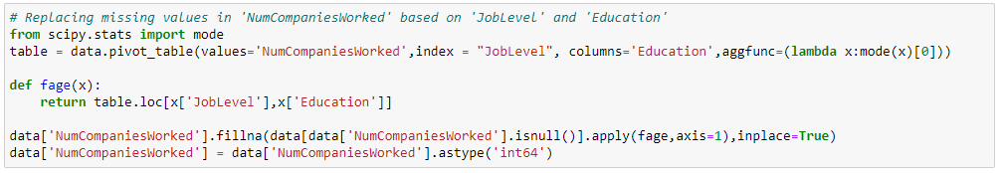 # Replacing missing values in 'NumCompaniesWorked' based on 'JobLevel' and 'Education'
from scipy.stats import mode
table = data.pivot_table(values='NumCompaniesWorked',index = "JobLevel", columns='Education',aggfunc=(lambda x:mode(x)[0]))
def fage(x):
    return table.loc[x['JobLevel'],x['Education']]
data['NumCompaniesWorked'].fillna(data[data['NumCompaniesWorked'].isnull()].apply(fage,axis=1),inplace=True)
data['NumCompaniesWorked'] = data['NumCompaniesWorked'].astype('int64')